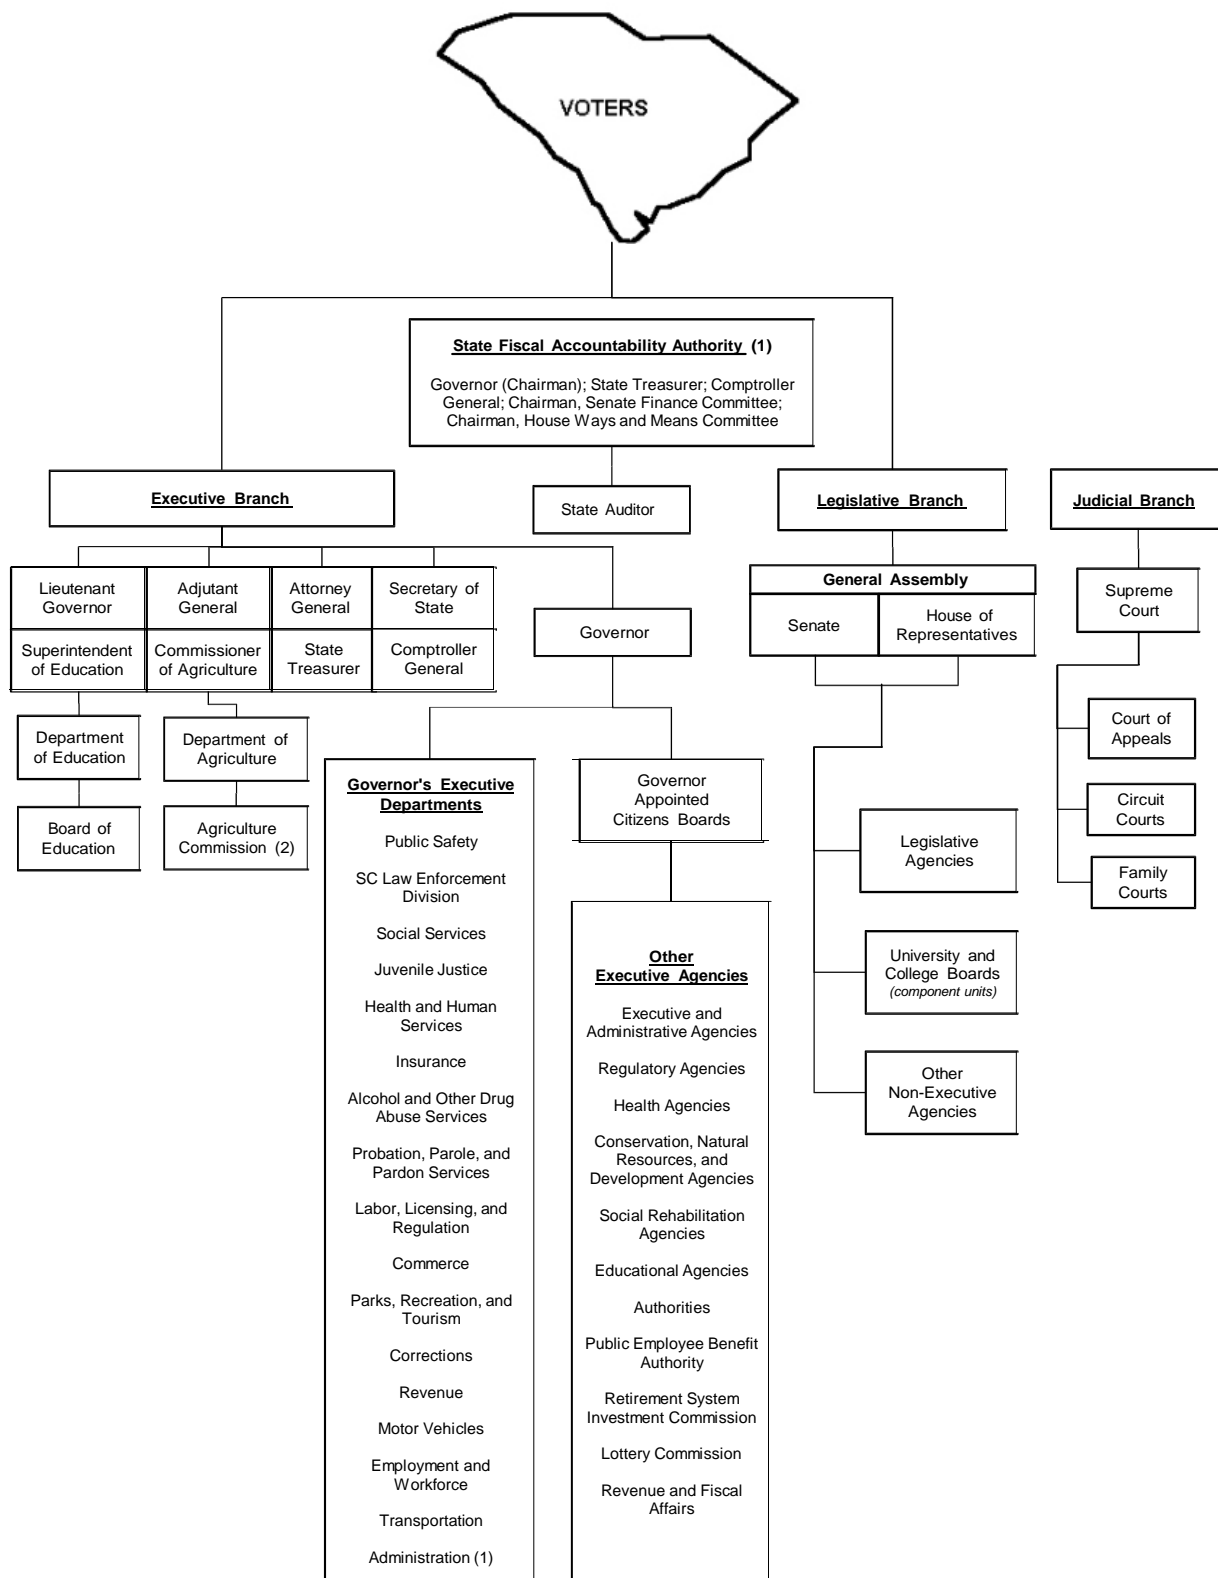 VOTERS
State Fiscal Accountability Authority (1)
Governor (Chairman); State Treasurer; Comptroller
General; Chairman, Senate Finance Committee;
Chairman, House Ways and Means Committee
Executive Branch
State Auditor
Legislative Branch
Judicial Branch
Lieutenant
Governor
Adjutant
General
Attorney
General
Secretary of
State
Superintendent
of Education
Commissioner
of Agriculture
State
Treasurer
Comptroller
General
Governor
General Assembly
Senate
House of
Representatives
Supreme
Court
Department
of Education
Department of
Agriculture
Board of
Education
Agriculture
Commission (2)
Governor's Executive
Departments
Public Safety
SC Law Enforcement
Division
Social Services
Juvenile Justice
Health and Human
Services
Insurance
Alcohol and Other Drug
Abuse Services
Probation, Parole, and
Pardon Services
Labor, Licensing, and
Regulation
Commerce
Parks, Recreation, and
Tourism
Corrections
Revenue
Motor Vehicles
Employment and
Workforce
Transportation
Administration (1)
Governor
Appointed
Citizens Boards
Other
Executive Agencies
Executive and
Administrative Agencies
Regulatory Agencies
Health Agencies
Conservation, Natural
Resources, and
Development Agencies
Social Rehabilitation
Agencies
Educational Agencies
Authorities
Public Employee Benefit
Authority
Retirement System
Investment Commission
Lottery Commission
Revenue and Fiscal
Affairs
Legislative
Agencies
University and
College Boards
(component units)
Other
Non-Executive
Agencies
Court of
Appeals
Circuit
Courts
Family
Courts